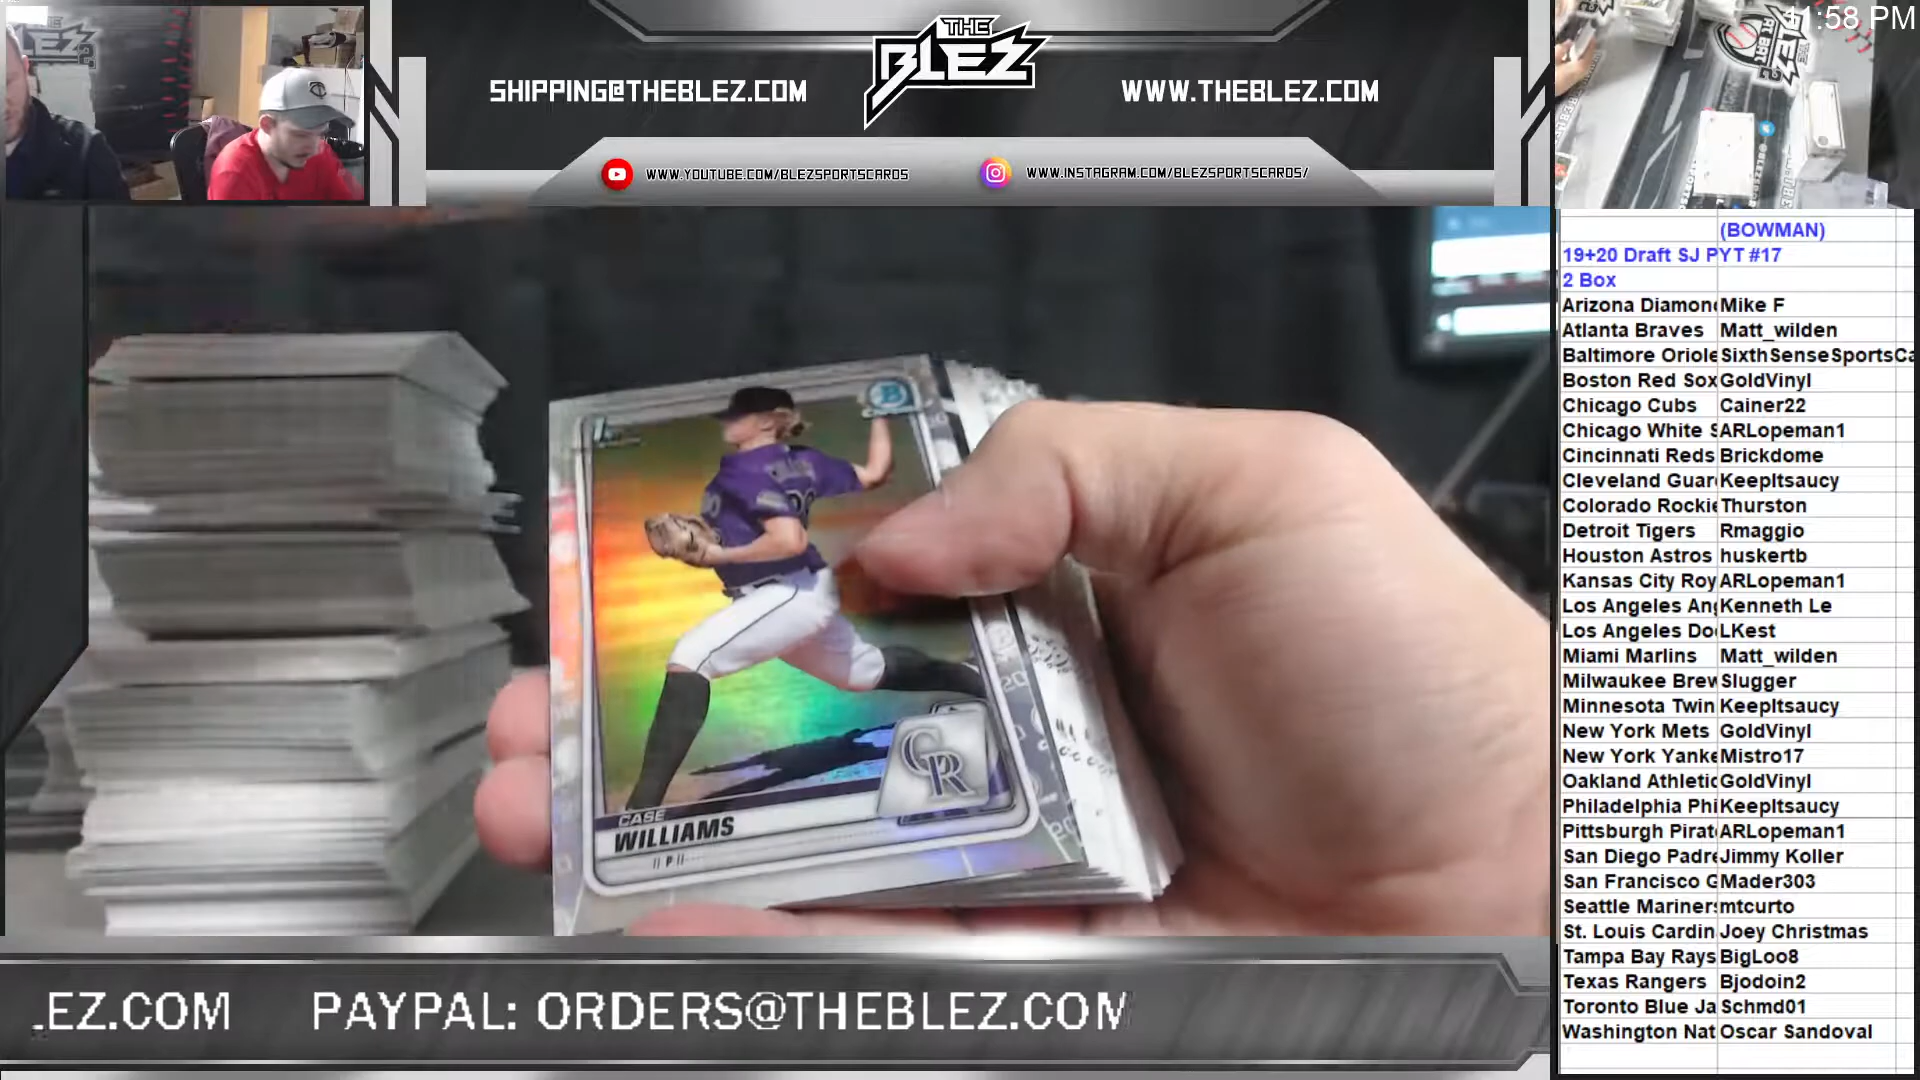 THE
BLEZ
SHIPPING@THEBLEZ.COM
WWW.THEBLEZ.COM
WWW.YOUTUBE.COM/BLEZSPORTSCARDS
WWW.INSTAGRAM.COM/BLEZSPORTSCARDS/
:58 PM
(BOWMAN)
19+20 Draft SJ PYT #17
2 Box
Arizona Diamon Mike F
Atlanta Braves Matt_wilden
Baltimore Oriole SixthSenseSportsCa
Boston Red Sox GoldVinyl
Chicago Cubs Cainer22
Chicago White S ARLopeman1
Cincinnati Reds Brickdome
Cleveland Guar KeepItsaucy
Colorado Rockie Thurston
Detroit Tigers Rmaggio
Houston Astros huskertb
Kansas City Roy ARLopeman1
Los Angeles Ang Kenneth Le
Los Angeles Do LKest
Miami Marlins Matt_wilden
Milwaukee Brew Slugger
Minnesota Twin KeepItsaucy
New York Mets GoldVinyl
New York Yanke Mistro17
Oakland Athletic GoldVinyl
Philadelphia Phi KeepItsaucy
Pittsburgh Pirat ARLopeman1
San Diego Padre Jimmy Koller
San Francisco G Mader303
Seattle Mariners mtcurto
St. Louis Cardin Joey Christmas
Tampa Bay Rays BigLoo8
Texas Rangers Bjodoin2
Toronto Blue Ja Schmd01
Washington Nat Oscar Sandoval
CR
CASE
WILLIAMS
P
.EZ.COM PAYPAL: ORDERS@THEBLEZ.COM